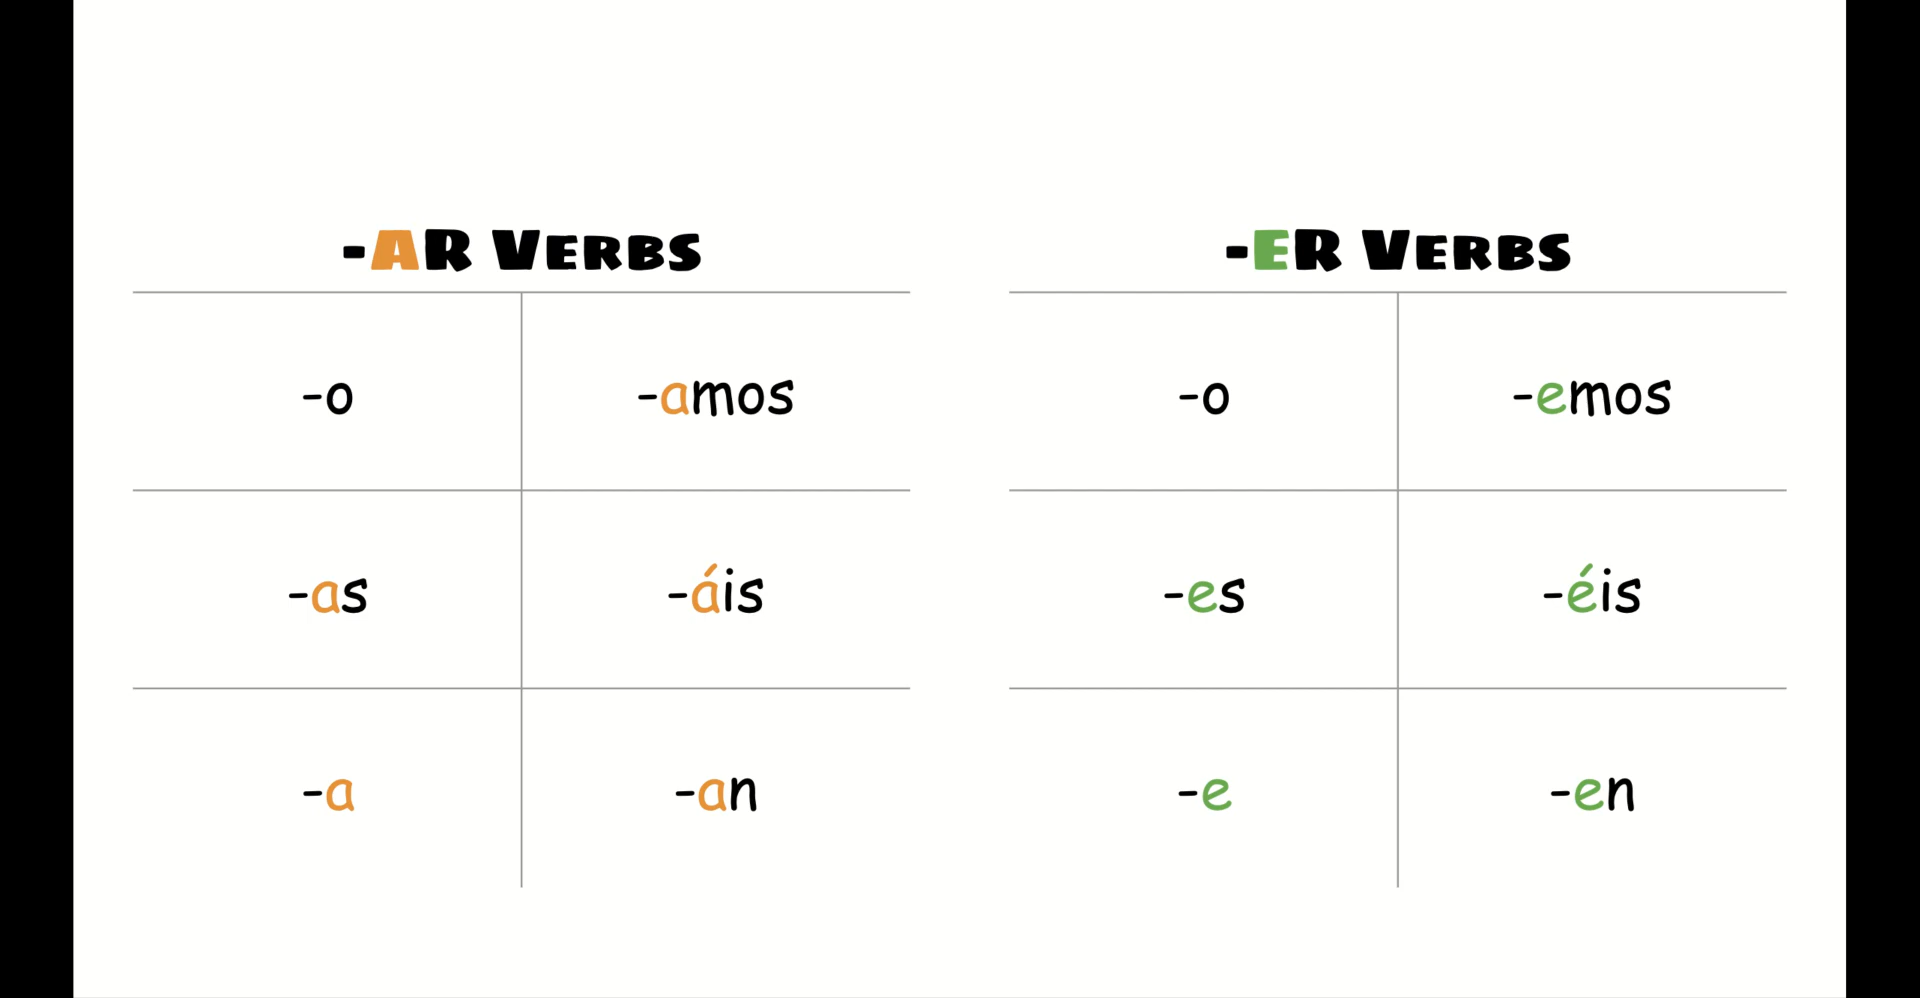 -AR VERBS
-o
-amos
-as
-áis
-a
-an
-ER VERBS
-o
-emos
-es
-éis
-e
-en